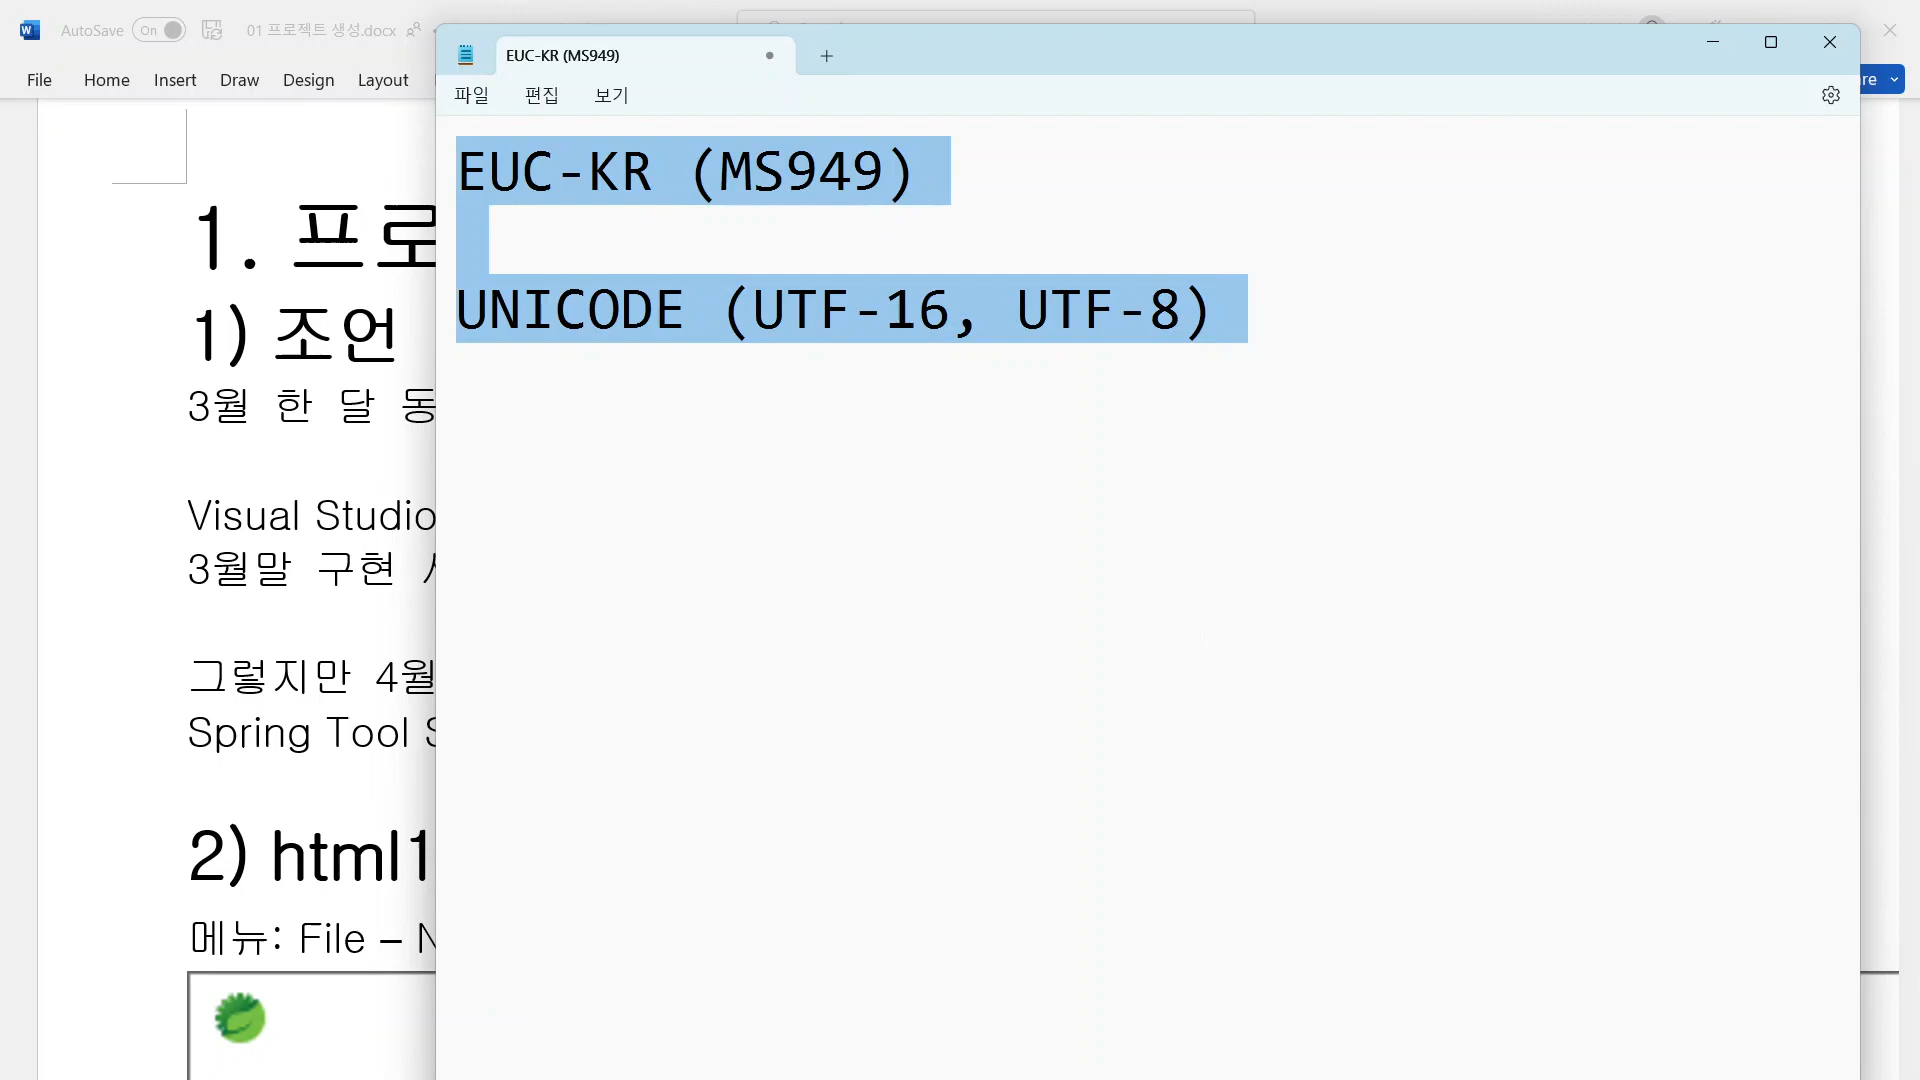 AutoSave On 01 프로젝트 생성.docx
File Home Insert Draw Design Layout
EUC-KR (MS949)
파일 편집 보기
EUC-KR (MS949)
UNICODE (UTF-16, UTF-8)
1. 프로
1) 조언
3월 한 달 동
Visual Studio
3월말 구현
그렇지만 4월
Spring Tool S
2) html1
메뉴: File – N
re